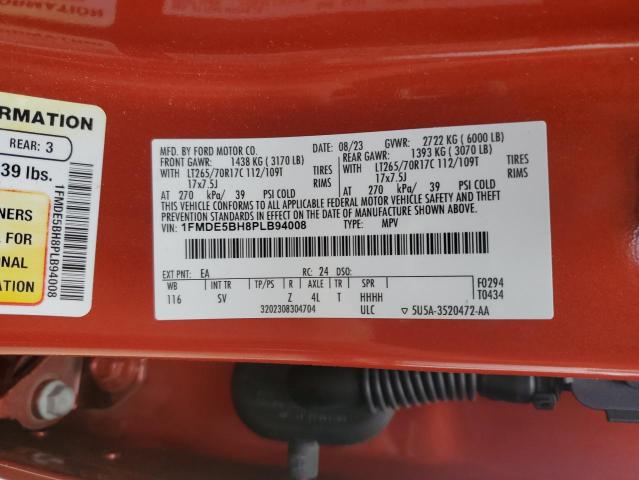 FORMATION
ORMATION
REAR: 3
39 lbs.
1FMDE5BH8PLB94008
NERS
L FOR
ONAL
ATION
MFD. BY FORD MOTOR CO.
DATE: 08/23 GVWR: 2722 KG ( 6000 LB)
FRONT GAWR: 1438 KG ( 3170 LB) REAR GAWR: 1393 KG ( 3070 LB)
WITH LT265/70R17C 112/109T TIRES WITH LT265/70R17C 112/109T TIRES
17x7.5J RIMS 17x7.5J RIMS
AT 270 kPa/ 39 PSI COLD AT 270 kPa/ 39 PSI COLD
THIS VEHICLE CONFORMS TO ALL APPLICABLE FEDERAL MOTOR VEHICLE SAFETY
AND THEFT PREVENTION STANDARDS IN EFFECT ON THE DATE OF MANUFACTURE SHOWN ABOVE.
VIN: 1FMDE5BH8PLB94008 TYPE: MPV
EXT PNT: EA RC: 24 DSO:
WB INT TR TP/PS R AXLE TR SPR F0294
116 SV Z 4L T HHHH T0434
3202308304704 ULC ▽ 5U5A-3520472-AA